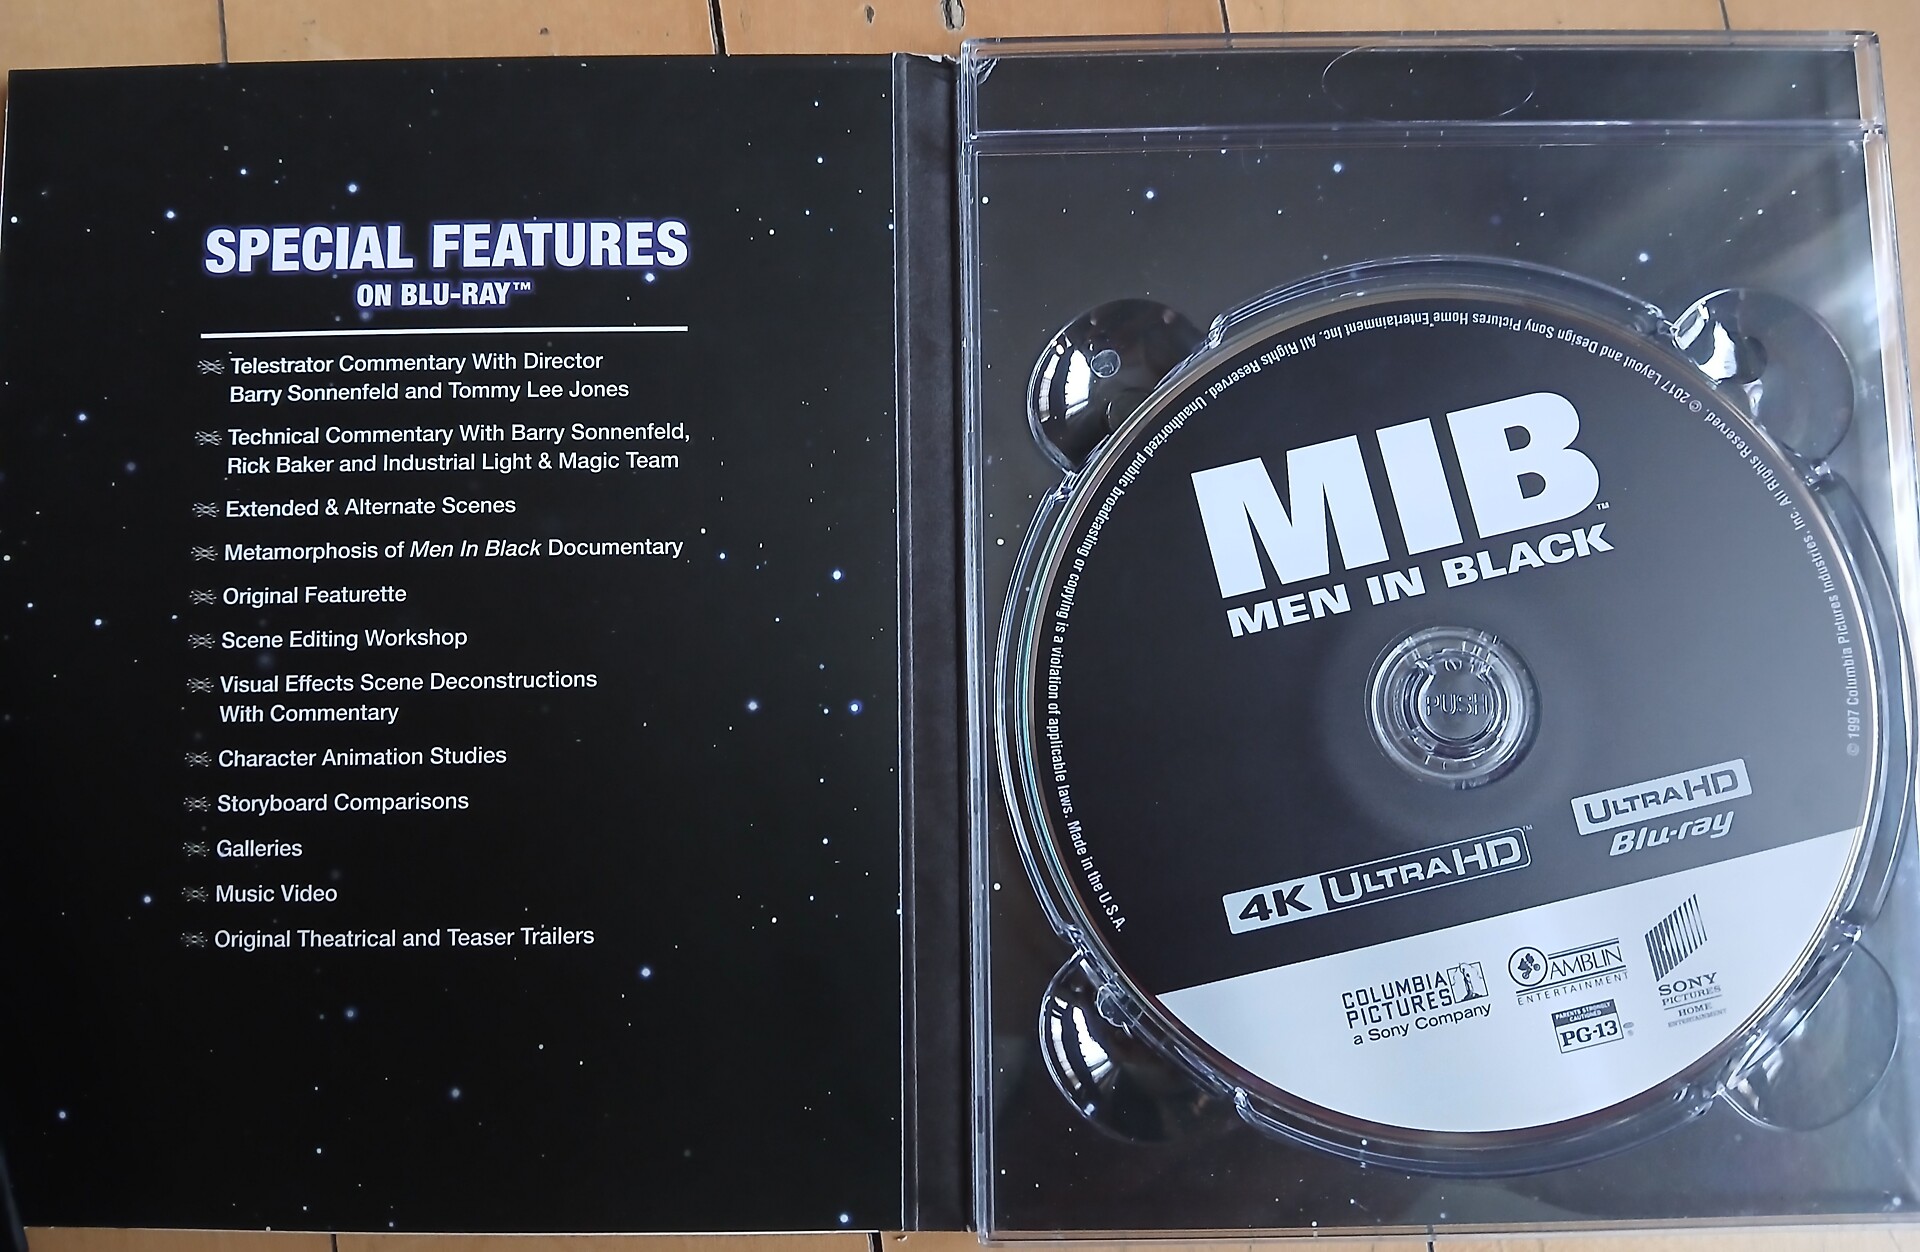 SPECIAL FEATURES
ON BLU-RAY™
Telestrator Commentary With Director
Barry Sonnenfeld and Tommy Lee Jones
Technical Commentary With Barry Sonnenfeld,
Rick Baker and Industrial Light & Magic Team
Extended & Alternate Scenes
Metamorphosis of Men In Black Documentary
Original Featurette
Scene Editing Workshop
Visual Effects Scene Deconstructions
With Commentary
Character Animation Studies
Storyboard Comparisons
Galleries
Music Video
Original Theatrical and Teaser Trailers
MIB™
MEN IN BLACK
PUSH
ULTRA HD
Blu-ray
4K ULTRA HD™
COLUMBIA
PICTURES
a Sony Company
AMBLIN
ENTERTAINMENT
SONY
PICTURES
HOME
ENTERTAINMENT
PARENTS STRONGLY
CAUTIONED
PG-13
© 1997 Columbia Pictures Industries, Inc. All Rights Reserved. © 2017 Layout and Design Sony Pictures Home Entertainment Inc. All Rights Reserved. Unauthorized public broadcasting or copying is a violation of applicable laws. Made in the U.S.A.